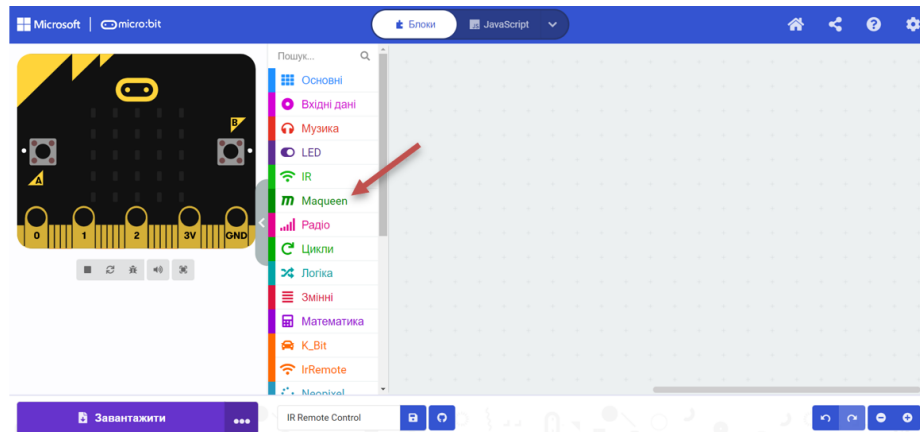 Microsoft | micro:bit
Блоки
JavaScript
Пошук...
Основні
Вхідні дані
Музика
LED
IR
Maqueen
Радіо
Цикли
Логіка
Змінні
Математика
K_Bit
IrRemote
Neopixel
B
A
0 1 2 3V GND
Завантажити
IR Remote Control